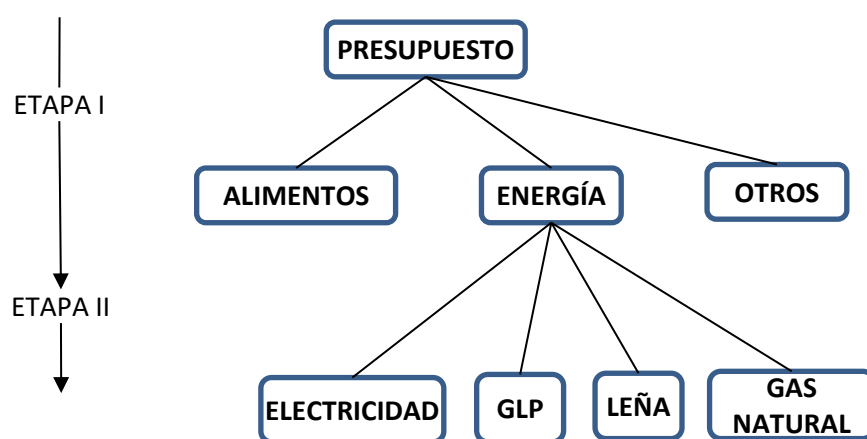 PRESUPUESTO
ETAPA I
ALIMENTOS
ENERGÍA
OTROS
ETAPA II
ELECTRICIDAD
GLP
LEÑA
GAS
NATURAL